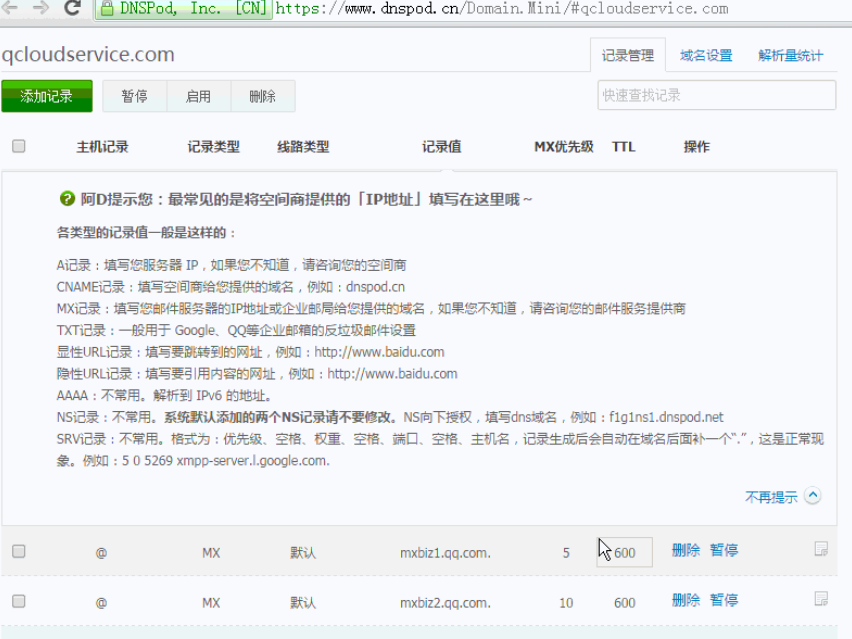 DNSPod, Inc. [CN] https://www.dnspod.cn/Domain.Mini/#qcloudservice.com
qcloudservice.com 记录管理 域名设置 解析量统计
添加记录 暂停 启用 删除 快速查找记录
主机记录 记录类型 线路类型 记录值 MX优先级 TTL 操作
? 阿D提示您：最常见的是将空间商提供的「IP地址」填写在这里哦～
各类型的记录值一般是这样的：
A记录：填写您服务器 IP，如果您不知道，请咨询您的空间商
CNAME记录：填写空间商给您提供的域名，例如：dnspod.cn
MX记录：填写您邮件服务器的IP地址或企业邮局给您提供的域名，如果您不知道，请咨询您的邮件服务提供商
TXT记录：一般用于 Google、QQ等企业邮箱的反垃圾邮件设置
显性URL记录：填写要跳转到的网址，例如：http://www.baidu.com
隐性URL记录：填写要引用内容的网址，例如：http://www.baidu.com
AAAA：不常用。解析到 IPv6 的地址。
NS记录：不常用。系统默认添加的两个NS记录请不要修改。NS向下授权，填写dns域名，例如：f1g1ns1.dnspod.net
SRV记录：不常用。格式为：优先级、空格、权重、空格、端口、空格、主机名，记录生成后会自动在域名后面补一个“.”，这是正常现
象。例如：5 0 5269 xmpp-server.l.google.com.
不再提示
@ MX 默认 mxbiz1.qq.com. 5 600 删除 暂停
@ MX 默认 mxbiz2.qq.com. 10 600 删除 暂停